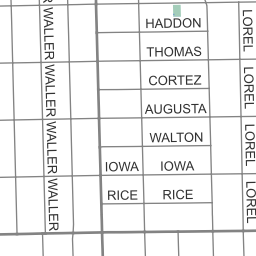 HADDON
THOMAS
CORTEZ
AUGUSTA
WALTON
IOWA IOWA
RICE RICE
R WALLER WALLER WALLER WALLER
LOREL
LOREL
LOREL
LOREL